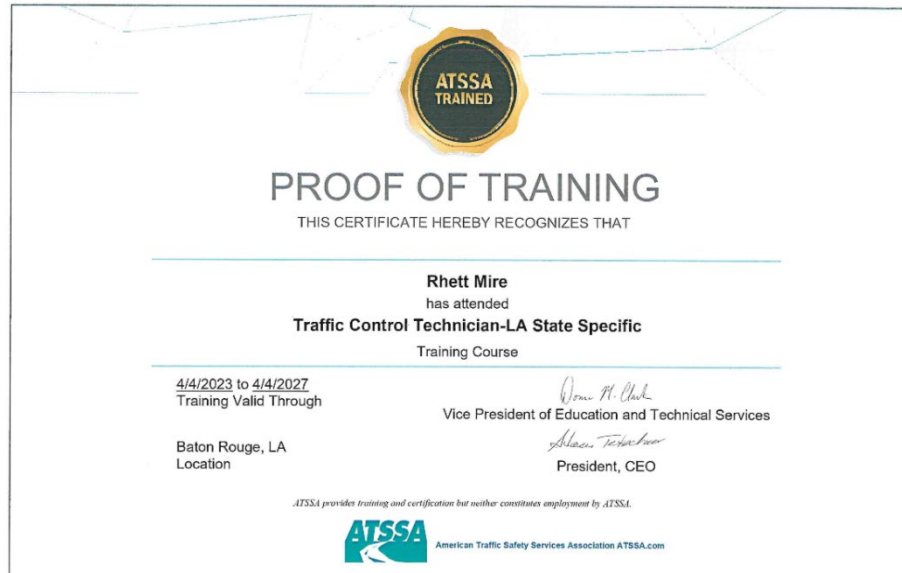 ATSSA
TRAINED
PROOF OF TRAINING
THIS CERTIFICATE HEREBY RECOGNIZES THAT
Rhett Mire
has attended
Traffic Control Technician-LA State Specific
Training Course
4/4/2023 to 4/4/2027
Training Valid Through
Donna M. Clark
Vice President of Education and Technical Services
Baton Rouge, LA
Location
President, CEO
ATSSA provides training and certification but neither constitutes employment by ATSSA.
ATSSA
American Traffic Safety Services Association ATSSA.com